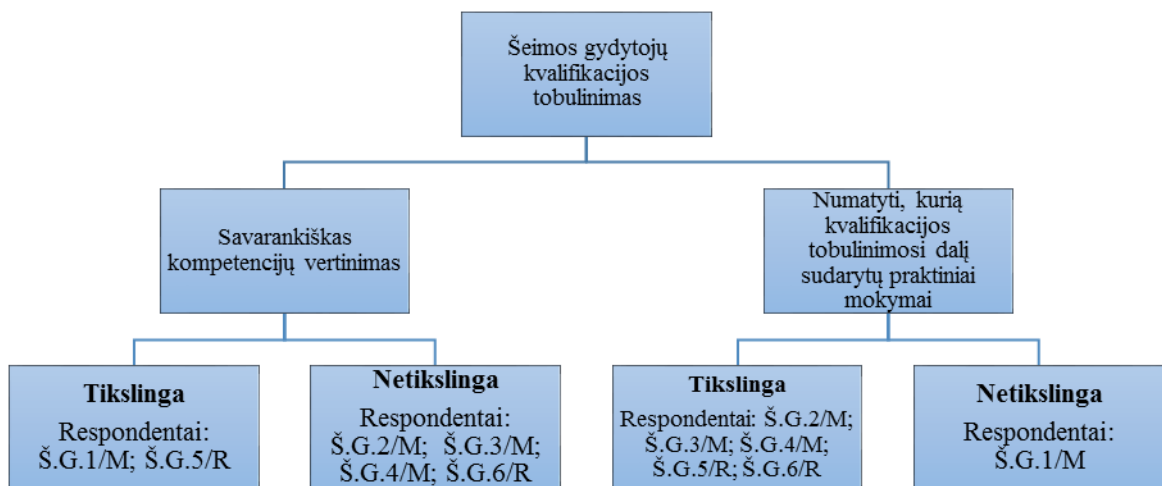 Šeimos gydytojų
kvalifikacijos
tobulinimas
Savarankiškas
kompetencijų vertinimas
Numatyti, kurią
kvalifikacijos
tobulinimosi dalį
sudarytų praktiniai
mokymai
Tikslinga
Respondentai:
Š.G.1/M; Š.G.5/R
Netikslinga
Respondentai:
Š.G.2/M; Š.G.3/M;
Š.G.4/M; Š.G.6/R
Tikslinga
Respondentai: Š.G.2/M;
Š.G.3/M; Š.G.4/M;
Š.G.5/R; Š.G.6/R
Netikslinga
Respondentai:
Š.G.1/M